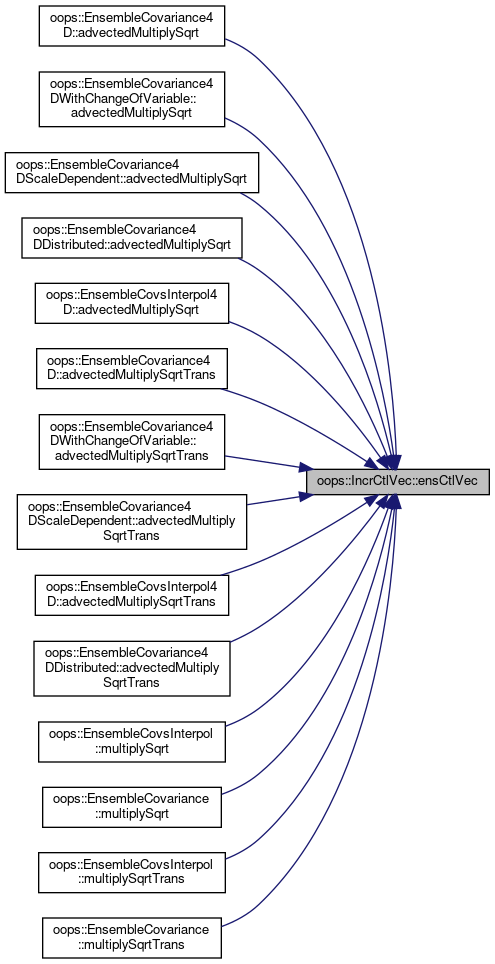 oops::EnsembleCovariance4
D::advectedMultiplySqrt
oops::EnsembleCovariance4
DWithChangeOfVariable::
advectedMultiplySqrt
oops::EnsembleCovariance4
DScaleDependent::advectedMultiplySqrt
oops::EnsembleCovariance4
DDistributed::advectedMultiplySqrt
oops::EnsembleCovsInterpol4
D::advectedMultiplySqrt
oops::EnsembleCovariance4
D::advectedMultiplySqrtTrans
oops::EnsembleCovariance4
DWithChangeOfVariable::
advectedMultiplySqrtTrans
oops::IncrCtlVec::ensCtlVec
oops::EnsembleCovariance4
DScaleDependent::advectedMultiply
SqrtTrans
oops::EnsembleCovsInterpol4
D::advectedMultiplySqrtTrans
oops::EnsembleCovariance4
DDistributed::advectedMultiply
SqrtTrans
oops::EnsembleCovsInterpol
::multiplySqrt
oops::EnsembleCovariance
::multiplySqrt
oops::EnsembleCovsInterpol
::multiplySqrtTrans
oops::EnsembleCovariance
::multiplySqrtTrans